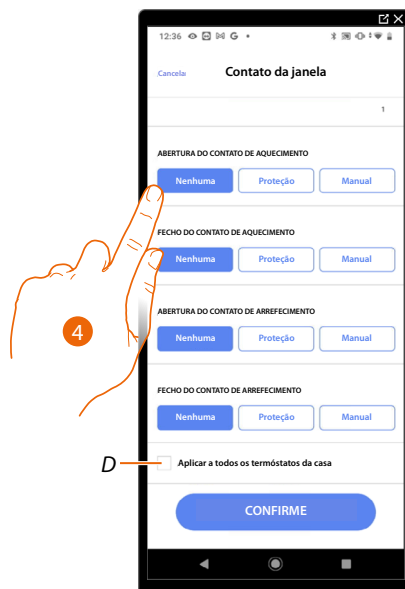 12:36 G
Cancela Contato da janela
1
ABERTURA DO CONTATO DE AQUECIMENTO
Nenhuma Proteção Manual
FECHO DO CONTATO DE AQUECIMENTO
Nenhuma Proteção Manual
ABERTURA DO CONTATO DE ARREFECIMENTO
Nenhuma Proteção Manual
4
FECHO DO CONTATO DE ARREFECIMENTO
Nenhuma Proteção Manual
D Aplicar a todos os termóstatos da casa
CONFIRME